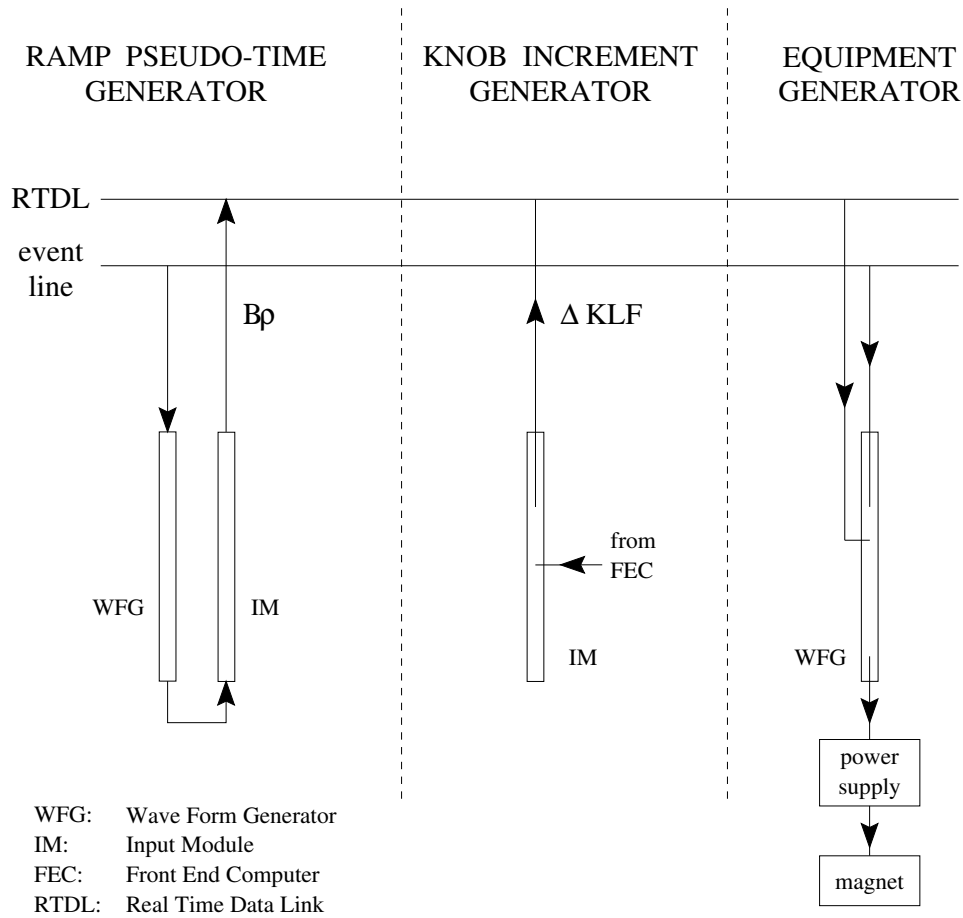 RAMP PSEUDO-TIME
GENERATOR
KNOB INCREMENT
GENERATOR
EQUIPMENT
GENERATOR
RTDL
event
line
Bρ
Δ KLF
from
FEC
WFG
IM
IM
WFG
power
supply
magnet
WFG: Wave Form Generator
IM: Input Module
FEC: Front End Computer
RTDL: Real Time Data Link